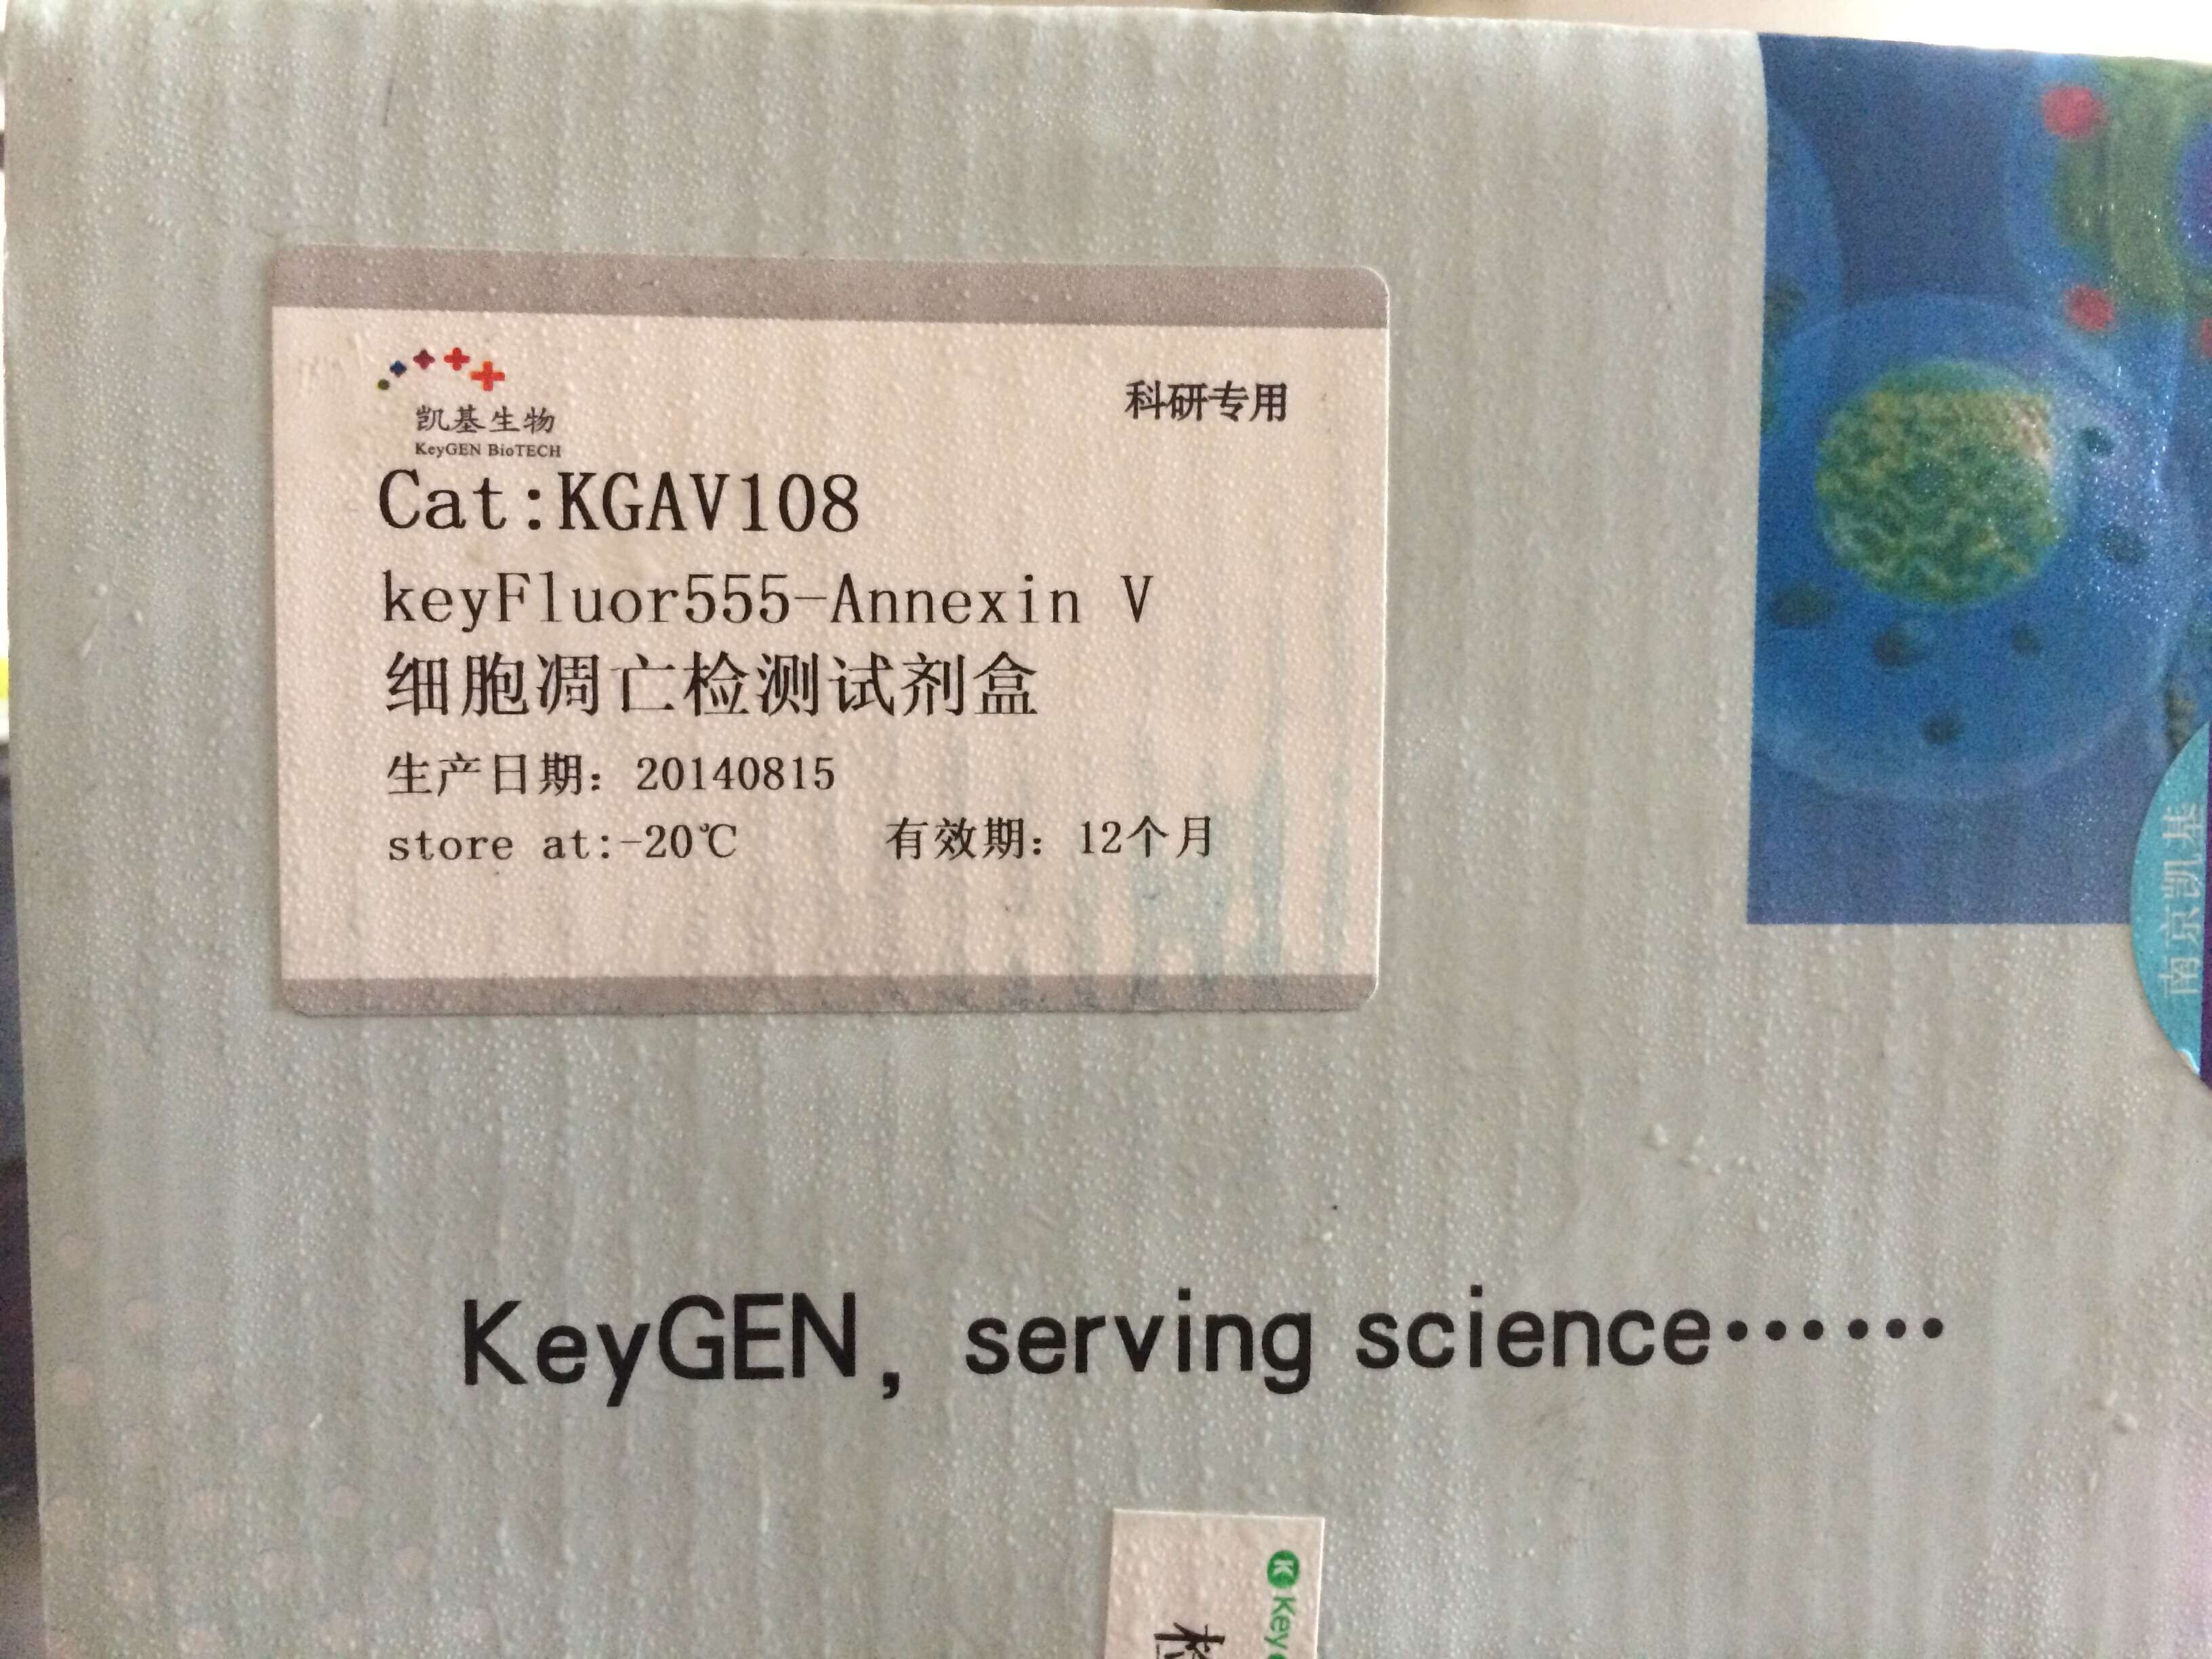 凯基生物
KeyGEN BioTECH
科研专用
Cat:KGAV108
keyFluor555-Annexin V
细胞凋亡检测试剂盒
生产日期：20140815
store at:-20℃ 有效期：12个月
南京凯基
KeyGEN, serving science……
K Key